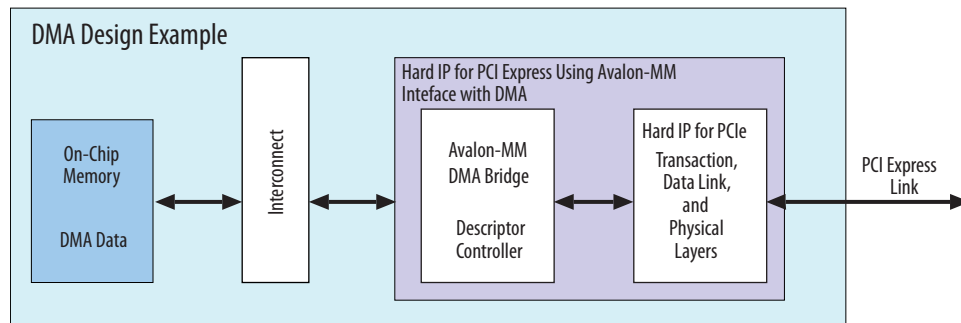 DMA Design Example
On-Chip
Memory
DMA Data
Interconnect
Hard IP for PCI Express Using Avalon-MM
Inteface with DMA
Avalon-MM
DMA Bridge
Descriptor
Controller
Hard IP for PCIe
Transaction,
Data Link,
and
Physical
Layers
PCI Express
Link